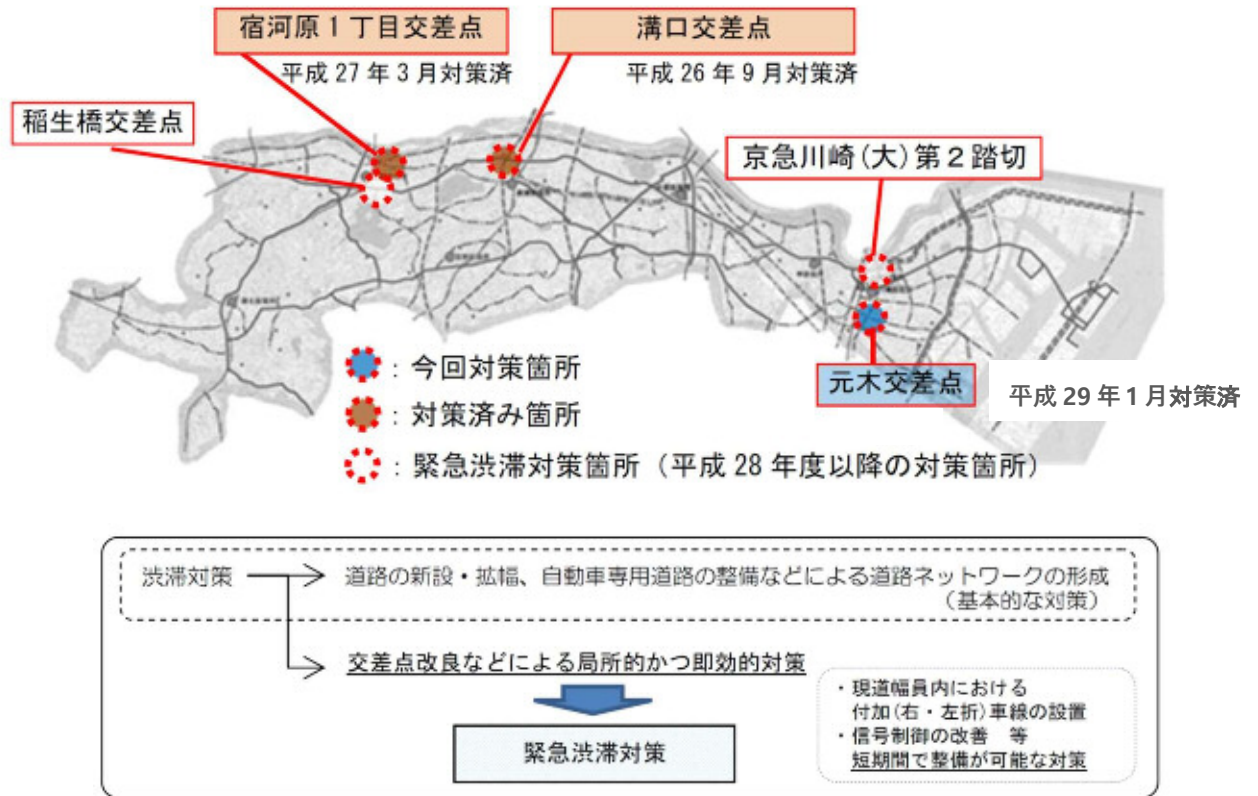 宿河原1丁目交差点
溝口交差点
平成27年3月対策済
平成26年9月対策済
稲生橋交差点
京急川崎(大)第2踏切
元木交差点
平成29年1月対策済
：今回対策箇所
：対策済み箇所
：緊急渋滞対策箇所（平成28年度以降の対策箇所）
渋滞対策
道路の新設・拡幅、自動車専用道路の整備などによる道路ネットワークの形成
（基本的な対策）
交差点改良などによる局所的かつ即効的対策
緊急渋滞対策
・現道幅員内における
付加(右・左折)車線の設置
・信号制御の改善　等
短期間で整備が可能な対策